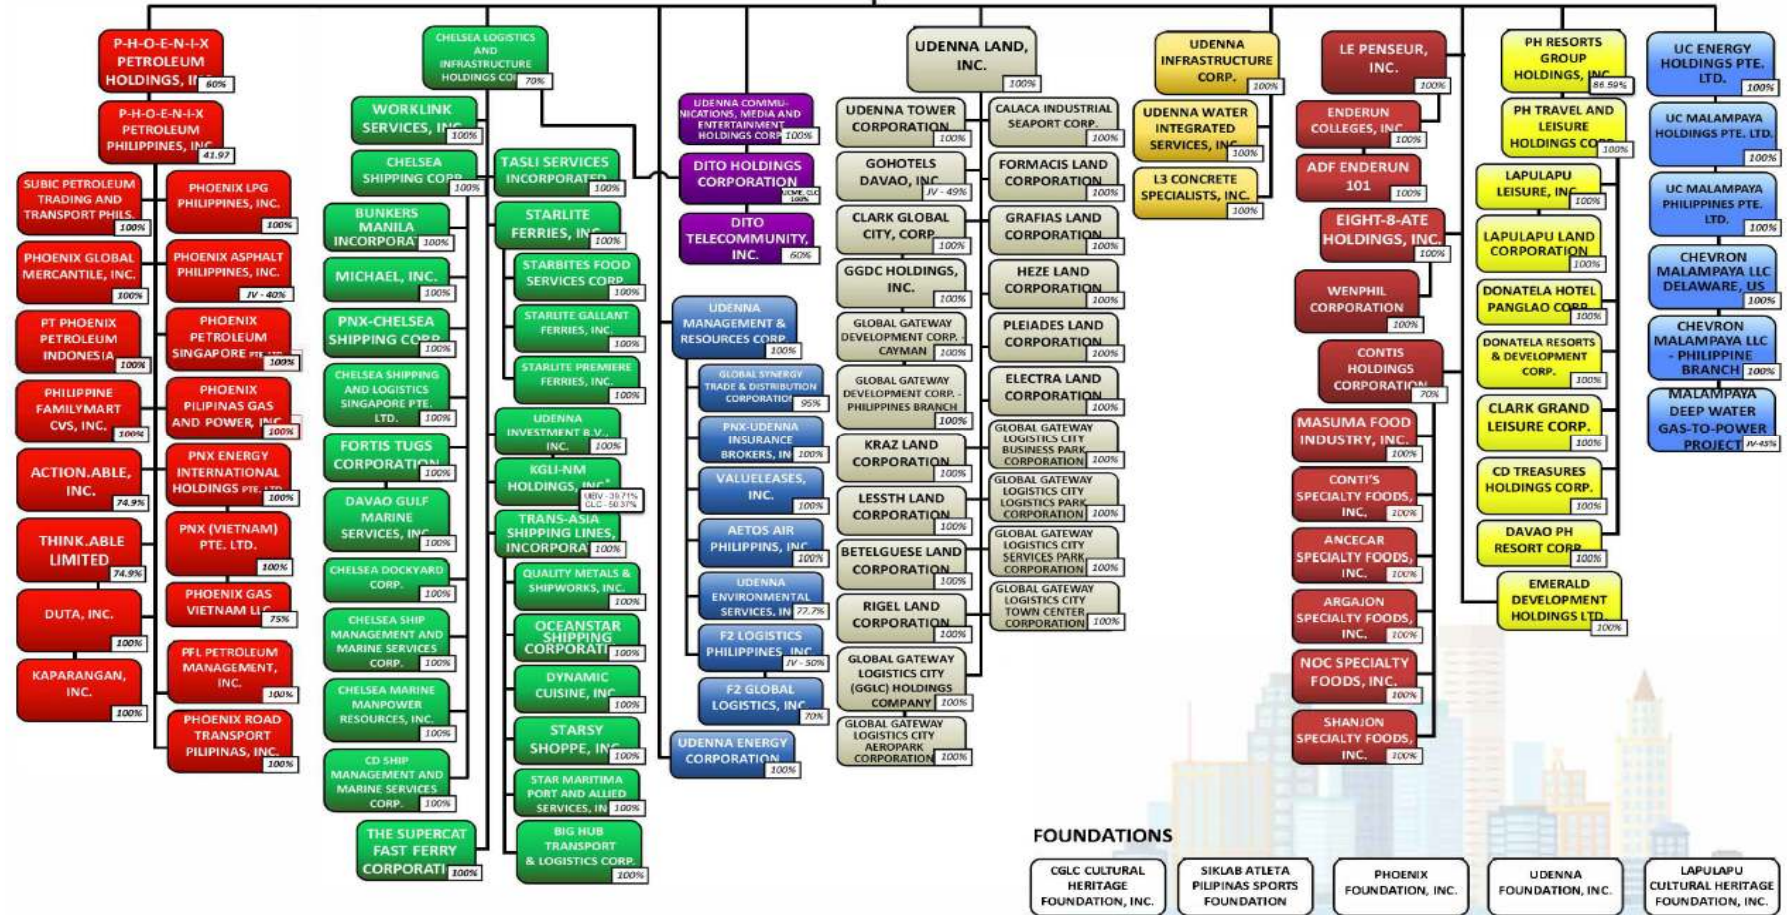 P-H-O-E-N-I-X
PETROLEUM
HOLDINGS, INC
60%
P-H-O-E-N-I-X
PETROLEUM
PHILIPPINES, INC
41.97
SUBIC PETROLEUM
TRADING AND
TRANSPORT PHILS.
100%
PHOENIX GLOBAL
MERCANTILE, INC.
100%
PT PHOENIX
PETROLEUM
INDONESIA
100%
PHILIPPINE
FAMILYMART
CVS, INC.
100%
ACTION.ABLE,
INC.
74.9%
THINK.ABLE
LIMITED
74.9%
DUTA, INC.
100%
KAPARANGAN,
INC.
100%
PHOENIX LPG
PHILIPPINES, INC.
100%
PHOENIX ASPHALT
PHILIPPINES, INC.
JV - 40%
PHOENIX
PETROLEUM
SINGAPORE
100%
PHOENIX
PILIPINAS GAS
AND POWER, INC
100%
PNX ENERGY
INTERNATIONAL
HOLDINGS PTE. LTD
100%
PNX (VIETNAM)
PTE. LTD.
100%
PHOENIX GAS
VIETNAM LLC
75%
PFL PETROLEUM
MANAGEMENT,
INC.
100%
PHOENIX ROAD
TRANSPORT
PILIPINAS, INC.
100%
CHELSEA LOGISTICS
AND
INFRASTRUCTURE
HOLDINGS CO
70%
WORKLINK
SERVICES, INC
100%
CHELSEA
SHIPPING CORP
100%
BUNKERS
MANILA
INCORPORAT
100%
MICHAEL, INC.
100%
PNX-CHELSEA
SHIPPING CORP
100%
CHELSEA SHIPPING
AND LOGISTICS
SINGAPORE PTE.
LTD.
100%
FORTIS TUGS
CORPORATION
100%
DAVAO GULF
MARINE
SERVICES, INC
100%
CHELSEA DOCKYARD
CORP.
100%
CHELSEA SHIP
MANAGEMENT AND
MARINE SERVICES
CORP.
100%
CHELSEA MARINE
MANPOWER
RESOURCES, INC.
100%
CD SHIP
MANAGEMENT AND
MARINE SERVICES
CORP.
100%
THE SUPERCAT
FAST FERRY
CORPORATI
100%
TASLI SERVICES
INCORPORATED
100%
STARLITE
FERRIES, INC
100%
STARBITES FOOD
SERVICES CORP
100%
STARLITE GALLANT
FERRIES, INC.
100%
STARLITE PREMIERE
FERRIES, INC.
100%
UDENNA
INVESTMENT B.V.,
INC.
100%
KGLI-NM
HOLDINGS, INC*
UIBV - 39.71%
CLC - 50.37%
TRANS-ASIA
SHIPPING LINES,
INCORPORA
100%
QUALITY METALS &
SHIPWORKS, INC.
100%
OCEANSTAR
SHIPPING
CORPORATI
100%
DYNAMIC
CUISINE, INC
100%
STARSY
SHOPPE, INC
100%
STAR MARITIMA
PORT AND ALLIED
SERVICES, IN
100%
BIG HUB
TRANSPORT
& LOGISTICS CORP.
100%
UDENNA COMMU-
NICATIONS, MEDIA AND
ENTERTAINMENT
HOLDINGS CORP
100%
DITO HOLDINGS
CORPORATION
100%
DITO
TELECOMMUNITY,
INC.
60%
UDENNA
MANAGEMENT &
RESOURCES CORP
100%
GLOBAL SYNERGY
TRADE & DISTRIBUTION
CORPORATION
95%
PNX-UDENNA
INSURANCE
BROKERS, INC
100%
VALUELEASES,
INC.
100%
AETOS AIR
PHILIPPINS, INC
100%
UDENNA
ENVIRONMENTAL
SERVICES, IN
77.7%
F2 LOGISTICS
PHILIPPINES, INC
JV - 50%
F2 GLOBAL
LOGISTICS, INC
70%
UDENNA ENERGY
CORPORATION
100%
UDENNA LAND,
INC.
100%
UDENNA TOWER
CORPORATION
100%
GOHOTELS
DAVAO, INC
JV - 49%
CLARK GLOBAL
CITY, CORP
100%
GGDC HOLDINGS,
INC.
100%
GLOBAL GATEWAY
DEVELOPMENT CORP. -
CAYMAN
100%
GLOBAL GATEWAY
DEVELOPMENT CORP. -
PHILIPPINES BRANCH
100%
KRAZ LAND
CORPORATION
100%
LESSTH LAND
CORPORATION
100%
BETELGUESE LAND
CORPORATION
100%
RIGEL LAND
CORPORATION
100%
GLOBAL GATEWAY
LOGISTICS CITY
(GGLC) HOLDINGS
COMPANY
100%
GLOBAL GATEWAY
LOGISTICS CITY
AEROPARK
CORPORATION
100%
CALACA INDUSTRIAL
SEAPORT CORP.
100%
FORMACIS LAND
CORPORATION
100%
GRAFIAS LAND
CORPORATION
100%
HEZE LAND
CORPORATION
100%
PLEIADES LAND
CORPORATION
100%
ELECTRA LAND
CORPORATION
100%
GLOBAL GATEWAY
LOGISTICS CITY
BUSINESS PARK
CORPORATION
100%
GLOBAL GATEWAY
LOGISTICS CITY
LOGISTICS PARK
CORPORATION
100%
GLOBAL GATEWAY
LOGISTICS CITY
SERVICES PARK
CORPORATION
100%
GLOBAL GATEWAY
LOGISTICS CITY
TOWN CENTER
CORPORATION
100%
UDENNA
INFRASTRUCTURE
CORP.
100%
UDENNA WATER
INTEGRATED
SERVICES, INC
100%
L3 CONCRETE
SPECIALISTS, INC.
100%
LE PENSEUR,
INC.
100%
ENDERUN
COLLEGES, INC
100%
ADF ENDERUN
101
100%
EIGHT-8-ATE
HOLDINGS, INC.
100%
WENPHIL
CORPORATION
100%
CONTIS
HOLDINGS
CORPORATION
70%
MASUMA FOOD
INDUSTRY, INC.
100%
CONTI'S
SPECIALTY FOODS,
INC.
100%
ANCECAR
SPECIALTY FOODS,
INC.
100%
ARGAJON
SPECIALTY FOODS,
INC.
100%
NOC SPECIALTY
FOODS, INC.
100%
SHANJON
SPECIALTY FOODS,
INC.
100%
PH RESORTS
GROUP
HOLDINGS, INC
86.59%
PH TRAVEL AND
LEISURE
HOLDINGS CO
100%
LAPULAPU
LEISURE, INC
100%
LAPULAPU LAND
CORPORATION
100%
DONATELA HOTEL
PANGLAO CORP
100%
DONATELA RESORTS
& DEVELOPMENT
CORP.
100%
CLARK GRAND
LEISURE CORP.
100%
CD TREASURES
HOLDINGS CORP.
100%
DAVAO PH
RESORT CORP
100%
EMERALD
DEVELOPMENT
HOLDINGS LTD
100%
UC ENERGY
HOLDINGS PTE.
LTD.
100%
UC MALAMPAYA
HOLDINGS PTE. LTD.
100%
UC MALAMPAYA
PHILIPPINES PTE.
LTD.
100%
CHEVRON
MALAMPAYA LLC
DELAWARE, US
100%
CHEVRON
MALAMPAYA LLC
- PHILIPPINE
BRANCH
100%
MALAMPAYA
DEEP WATER
GAS-TO-POWER
PROJECT
JV-45%
FOUNDATIONS
CGLC CULTURAL
HERITAGE
FOUNDATION, INC.
SIKLAB ATLETA
PILIPINAS SPORTS
FOUNDATION
PHOENIX
FOUNDATION, INC.
UDENNA
FOUNDATION, INC.
LAPULAPU
CULTURAL HERITAGE
FOUNDATION, INC.